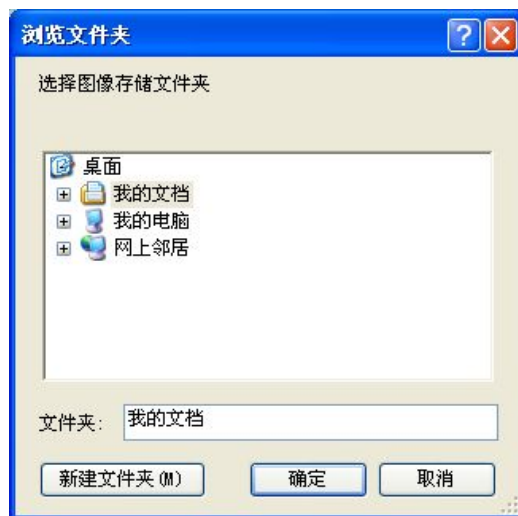 浏览文件夹
选择图像存储文件夹
桌面
我的文档
我的电脑
网上邻居
文件夹: 我的文档
新建文件夹(M) 确定 取消